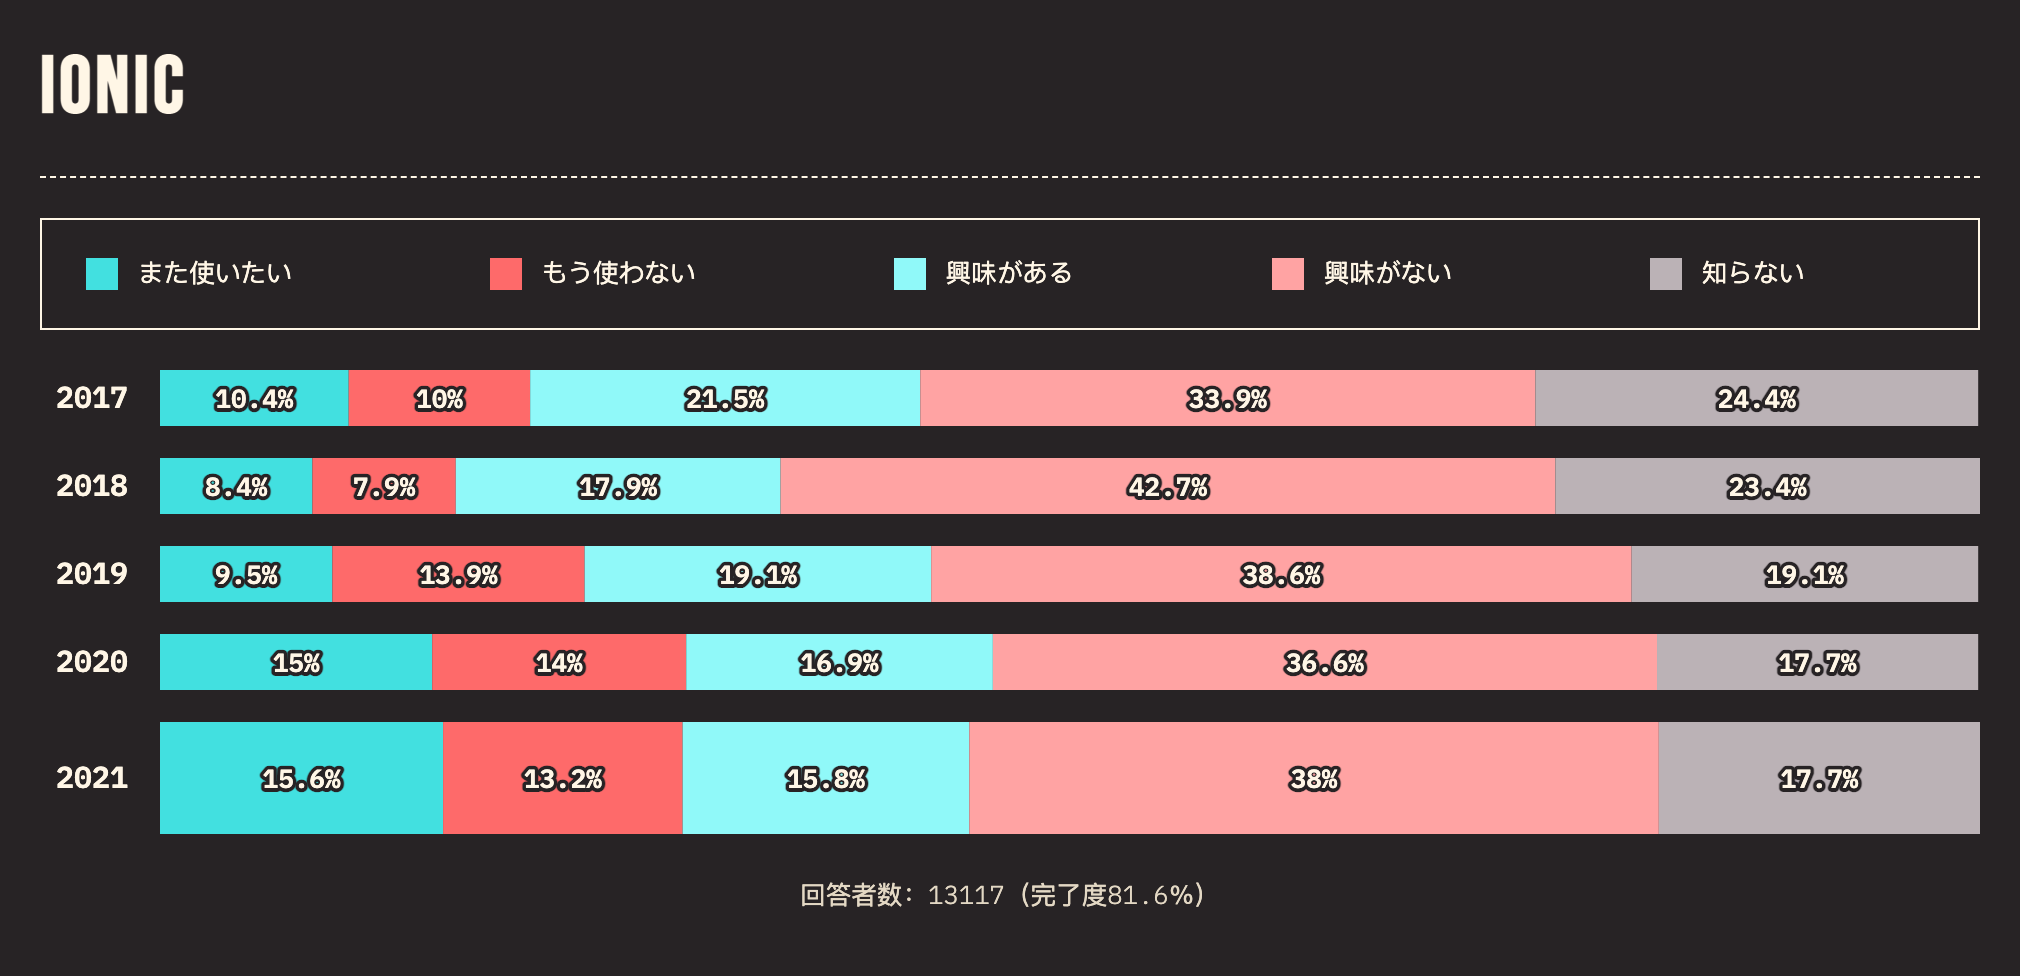 IONIC
また使いたい もう使わない 興味がある 興味がない 知らない
2017 10.4% 10% 21.5% 33.9% 24.4%
2018 8.4% 7.9% 17.9% 42.7% 23.4%
2019 9.5% 13.9% 19.1% 38.6% 19.1%
2020 15% 14% 16.9% 36.6% 17.7%
2021 15.6% 13.2% 15.8% 38% 17.7%
回答者数: 13117 (完了度81.6%)